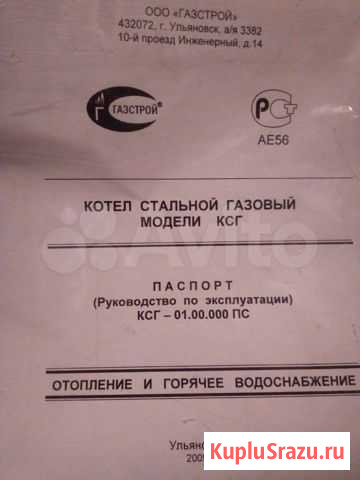 ООО «ГАЗСТРОЙ»
432072, г. Ульяновск, а/я 3382
10-й проезд Инженерный, д.14
ГАЗСТРОЙ®
РСТ
АЕ56
КОТЕЛ СТАЛЬНОЙ ГАЗОВЫЙ
МОДЕЛИ КСГ
Avito
ПАСПОРТ
(Руководство по эксплуатации)
КСГ – 01.00.000 ПС
ОТОПЛЕНИЕ И ГОРЯЧЕЕ ВОДОСНАБЖЕНИЕ
KupluSrazu.ru